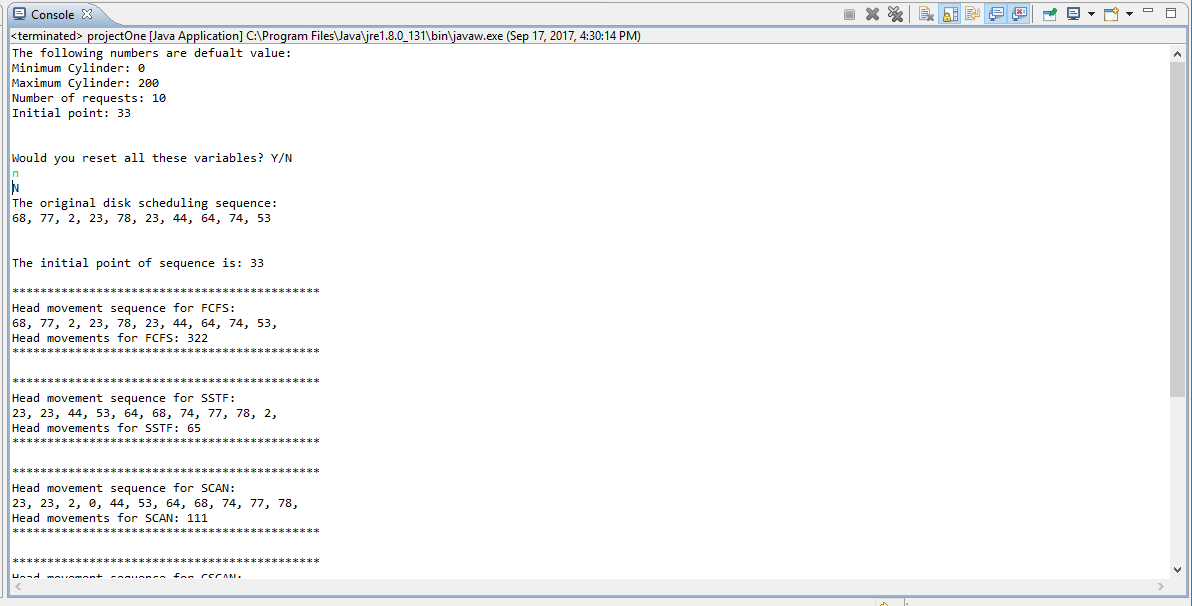 Console
<terminated> projectOne [Java Application] C:\Program Files\Java\jre1.8.0_131\bin\javaw.exe (Sep 17, 2017, 4:30:14 PM)
The following numbers are defualt value:
Minimum Cylinder: 0
Maximum Cylinder: 200
Number of requests: 10
Initial point: 33
Would you reset all these variables? Y/N
n
N
The original disk scheduling sequence:
68, 77, 2, 23, 78, 23, 44, 64, 74, 53
The initial point of sequence is: 33
********************************************
Head movement sequence for FCFS:
68, 77, 2, 23, 78, 23, 44, 64, 74, 53,
Head movements for FCFS: 322
********************************************
********************************************
Head movement sequence for SSTF:
23, 23, 44, 53, 64, 68, 74, 77, 78, 2,
Head movements for SSTF: 65
********************************************
********************************************
Head movement sequence for SCAN:
23, 23, 2, 0, 44, 53, 64, 68, 74, 77, 78,
Head movements for SCAN: 111
********************************************
********************************************
Head movement sequence for CSCAN: